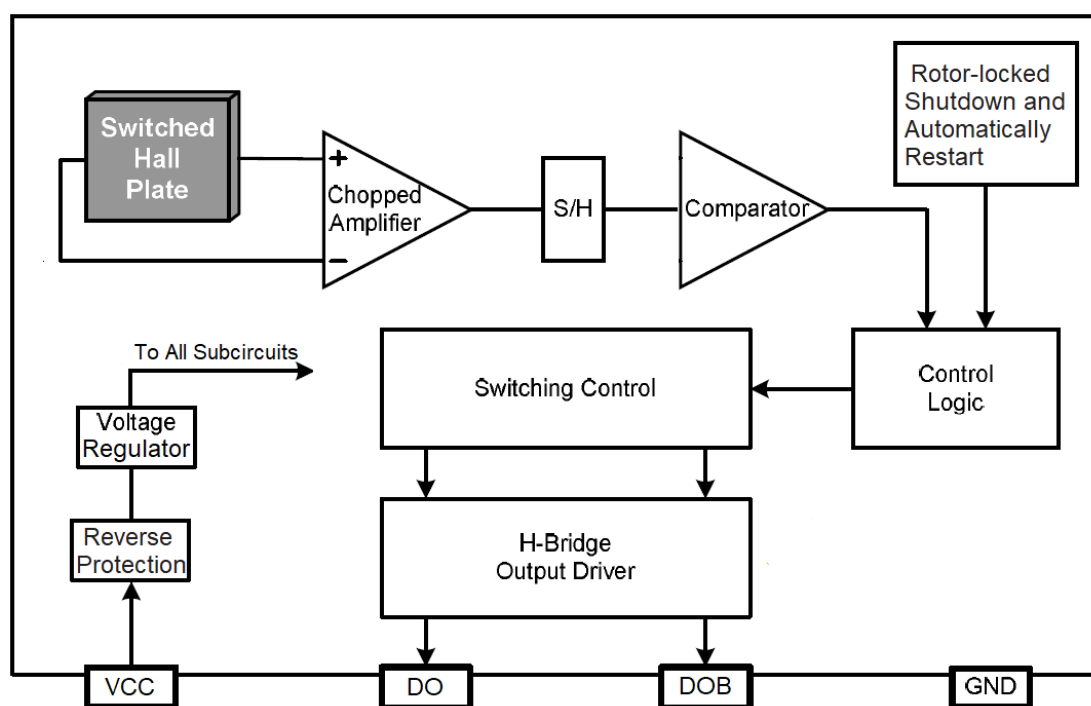 Switched
Hall
Plate
+
Chopped
Amplifier
−
S/H
Comparator
Rotor-locked
Shutdown and
Automatically
Restart
To All Subcircuits
Switching Control
Control
Logic
Voltage
Regulator
Reverse
Protection
H-Bridge
Output Driver
VCC
DO
DOB
GND